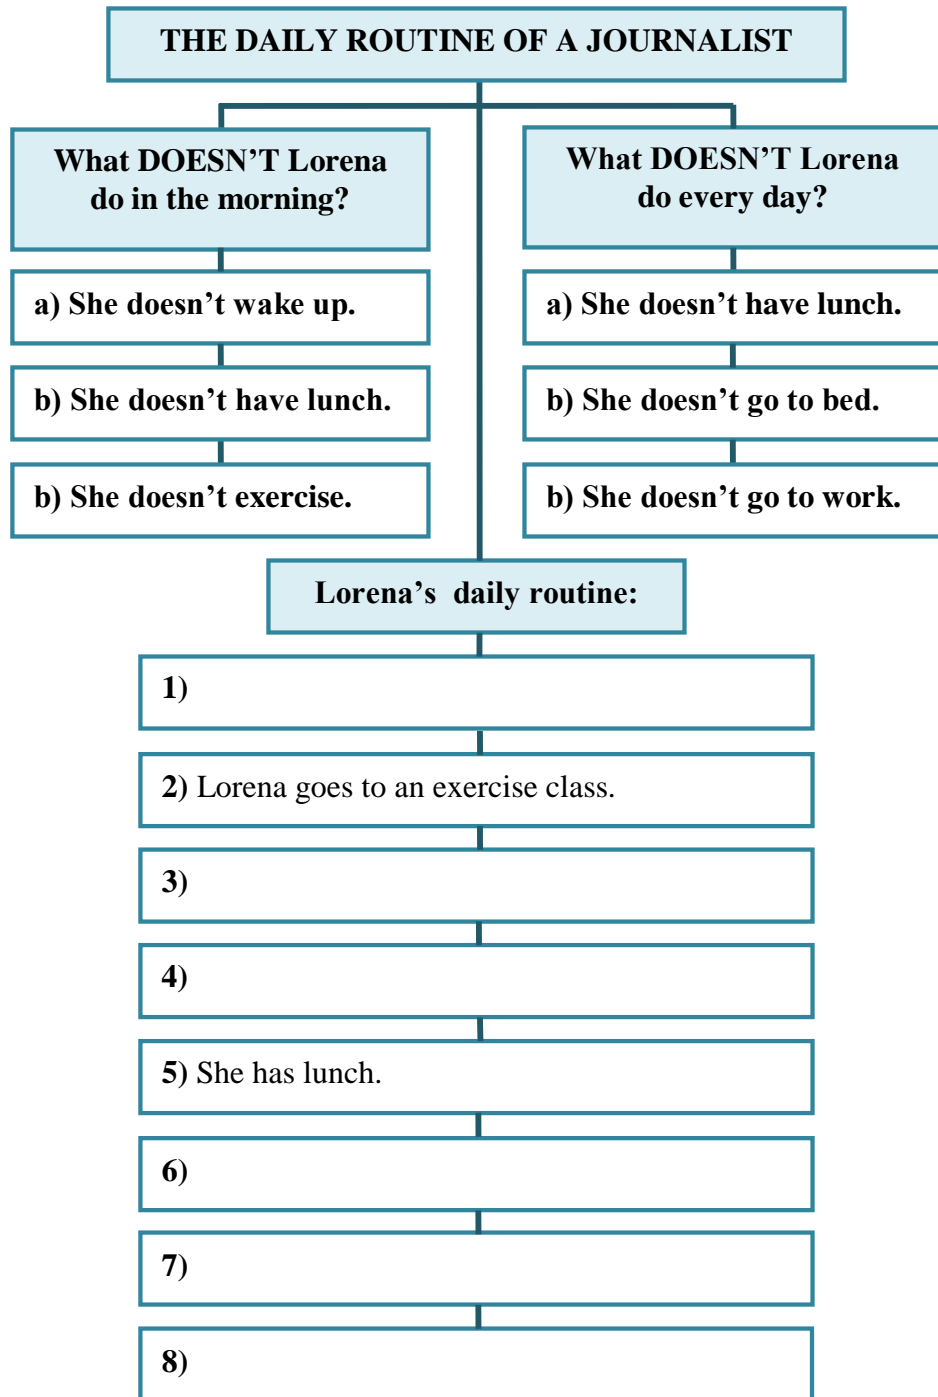 THE DAILY ROUTINE OF A JOURNALIST
What DOESN’T Lorena
do in the morning?
a) She doesn’t wake up.
b) She doesn’t have lunch.
b) She doesn’t exercise.
What DOESN’T Lorena
do every day?
a) She doesn’t have lunch.
b) She doesn’t go to bed.
b) She doesn’t go to work.
Lorena’s daily routine:
1)
2) Lorena goes to an exercise class.
3)
4)
5) She has lunch.
6)
7)
8)